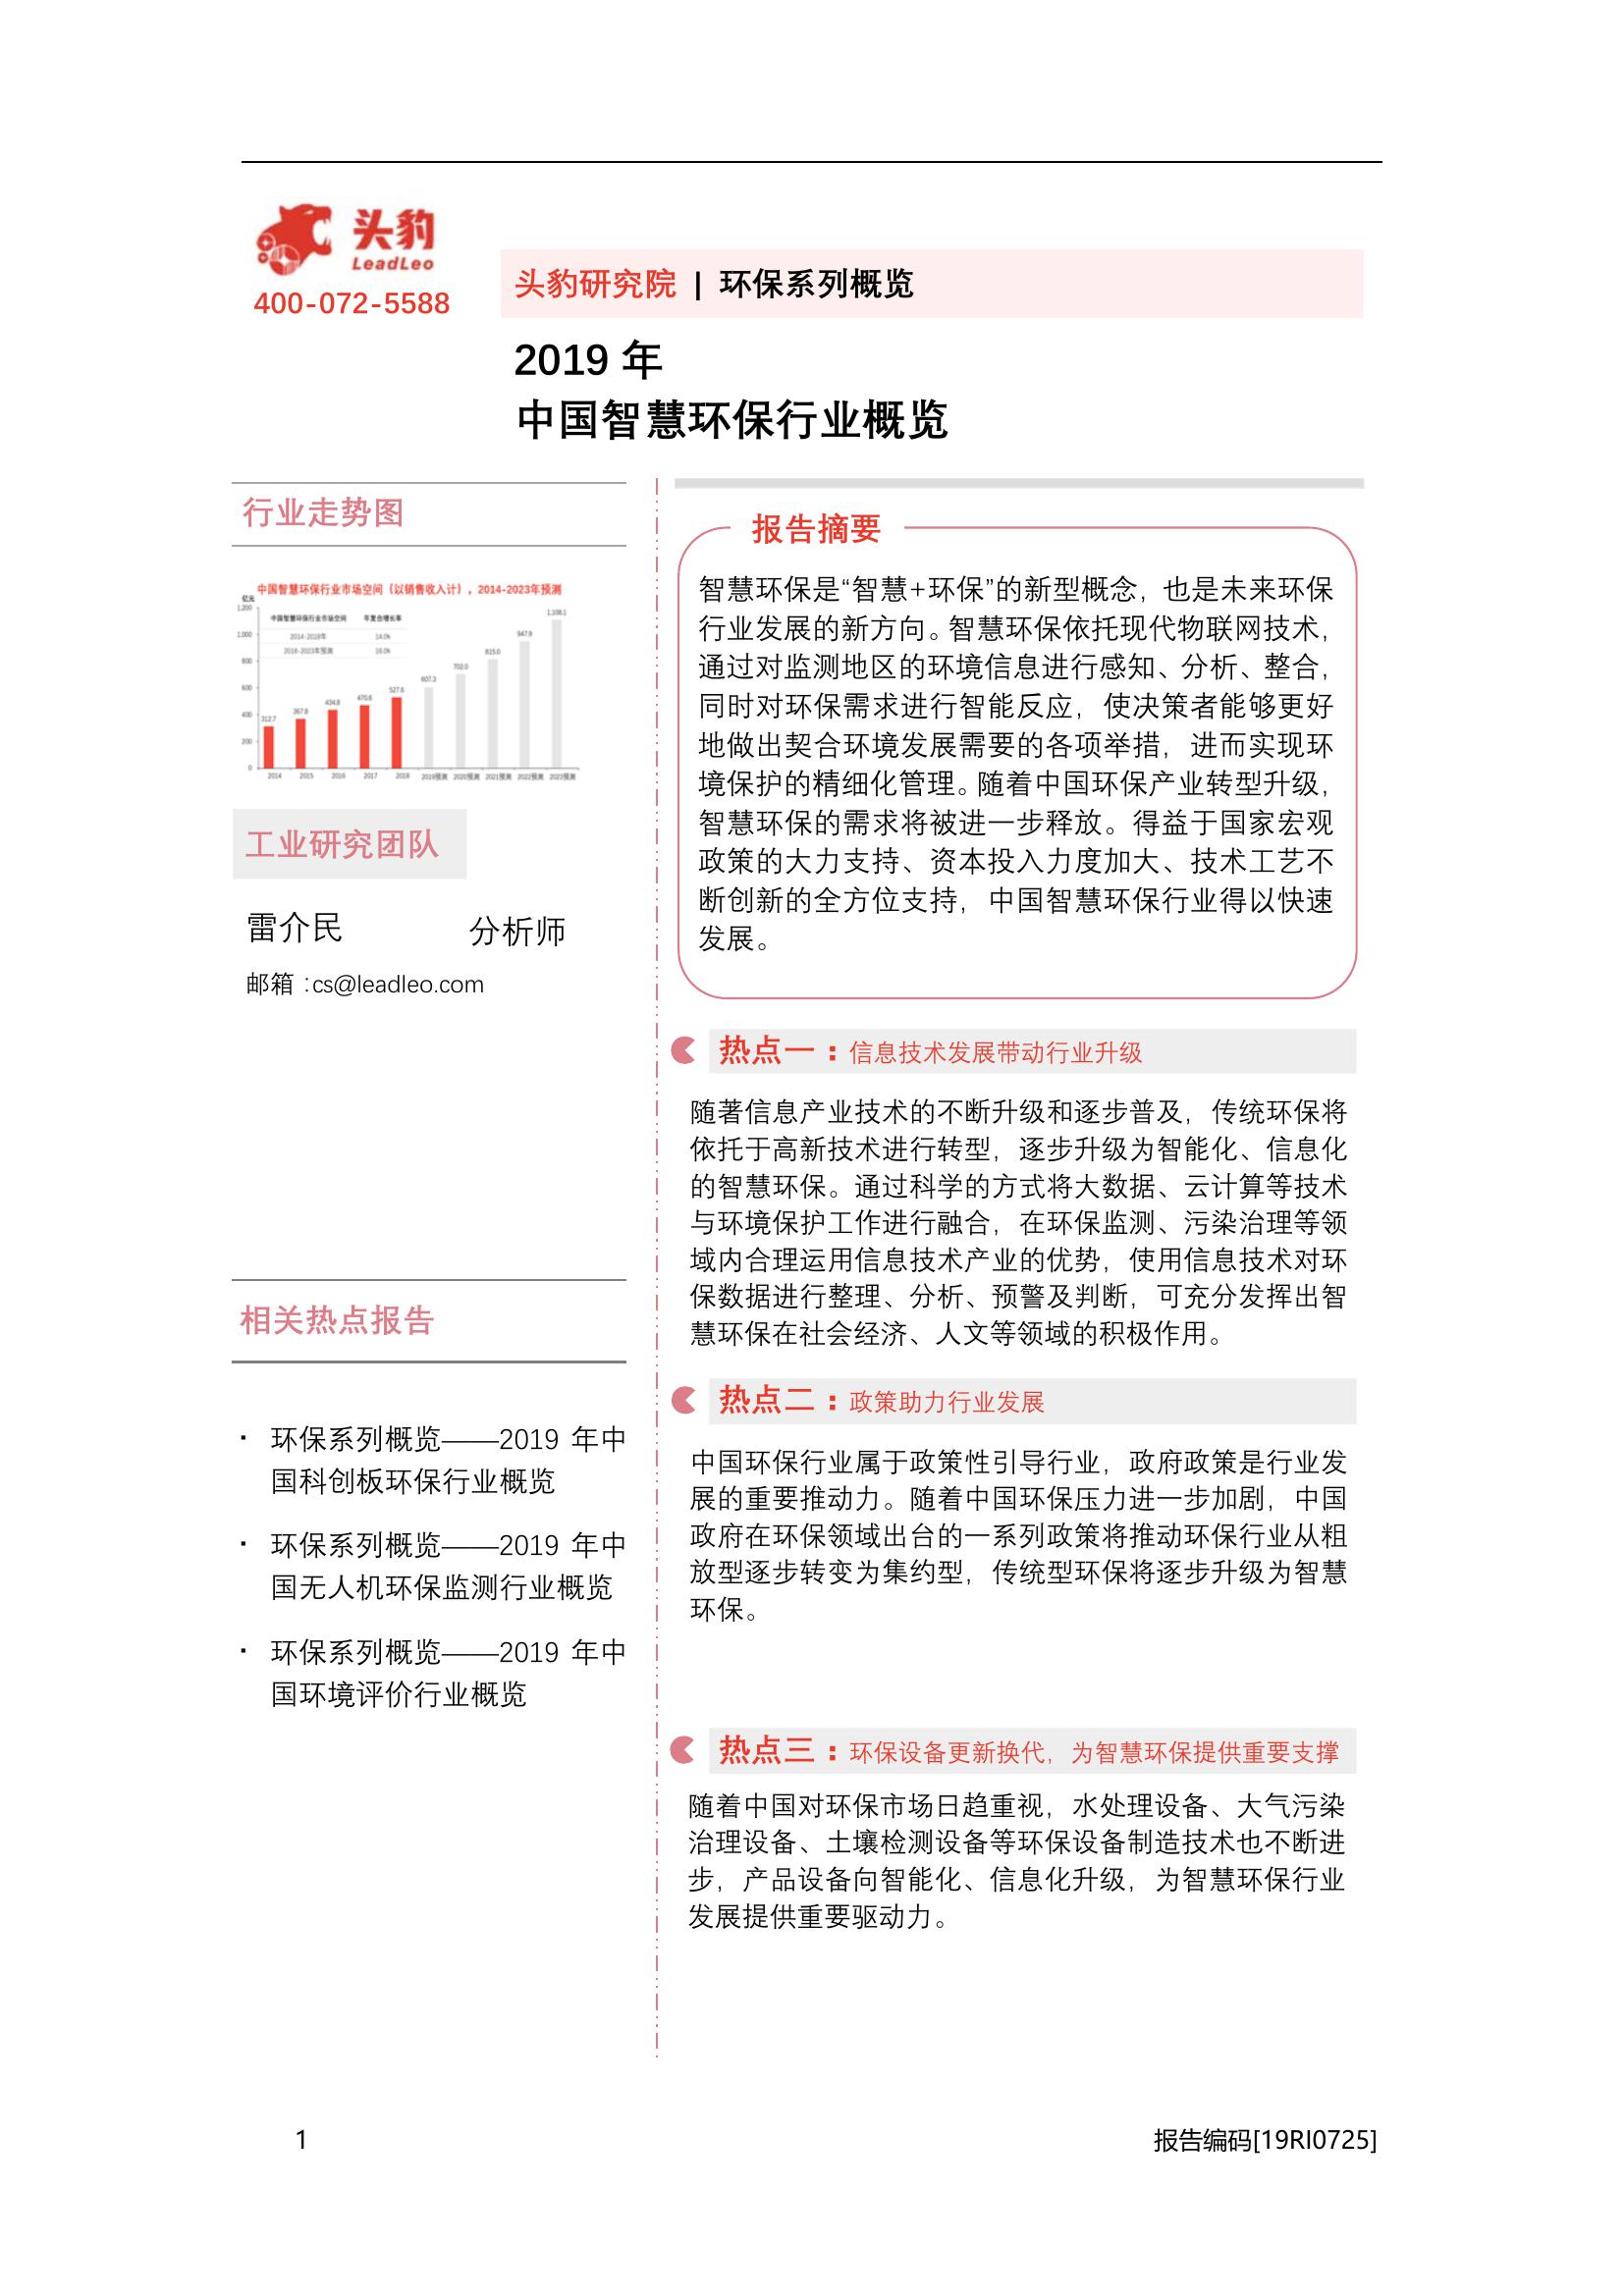 头豹
LeadLeo
400-072-5588
头豹研究院 | 环保系列概览
2019 年
中国智慧环保行业概览
行业走势图
中国智慧环保行业市场空间（以销售收入计），2014-2023年预测
亿元
中国智慧环保行业市场空间 年复合增长率
2014-2018年 14.0%
2018-2023年预测 16.0%
1,200
1,000
800
600
400
200
0
312.7
367.8
434.8
470.6
527.6
607.3
702.0
815.0
947.9
1,108.1
2014 2015 2016 2017 2018 2019预测 2020预测 2021预测 2022预测 2023预测
工业研究团队
雷介民 分析师
邮箱 :cs@leadleo.com
相关热点报告
· 环保系列概览——2019 年中
国科创板环保行业概览
· 环保系列概览——2019 年中
国无人机环保监测行业概览
· 环保系列概览——2019 年中
国环境评价行业概览
报告摘要
智慧环保是“智慧+环保”的新型概念，也是未来环保
行业发展的新方向。智慧环保依托现代物联网技术，
通过对监测地区的环境信息进行感知、分析、整合，
同时对环保需求进行智能反应，使决策者能够更好
地做出契合环境发展需要的各项举措，进而实现环
境保护的精细化管理。随着中国环保产业转型升级，
智慧环保的需求将被进一步释放。得益于国家宏观
政策的大力支持、资本投入力度加大、技术工艺不
断创新的全方位支持，中国智慧环保行业得以快速
发展。
热点一：信息技术发展带动行业升级
随著信息产业技术的不断升级和逐步普及，传统环保将
依托于高新技术进行转型，逐步升级为智能化、信息化
的智慧环保。通过科学的方式将大数据、云计算等技术
与环境保护工作进行融合，在环保监测、污染治理等领
域内合理运用信息技术产业的优势，使用信息技术对环
保数据进行整理、分析、预警及判断，可充分发挥出智
慧环保在社会经济、人文等领域的积极作用。
热点二：政策助力行业发展
中国环保行业属于政策性引导行业，政府政策是行业发
展的重要推动力。随着中国环保压力进一步加剧，中国
政府在环保领域出台的一系列政策将推动环保行业从粗
放型逐步转变为集约型，传统型环保将逐步升级为智慧
环保。
热点三：环保设备更新换代，为智慧环保提供重要支撑
随着中国对环保市场日趋重视，水处理设备、大气污染
治理设备、土壤检测设备等环保设备制造技术也不断进
步，产品设备向智能化、信息化升级，为智慧环保行业
发展提供重要驱动力。
1
报告编码[19RI0725]